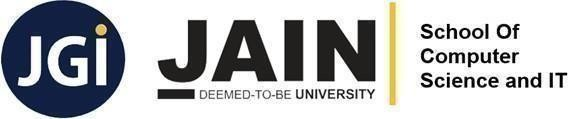 JGi
JAIN
DEEMED-TO-BE UNIVERSITY
School Of
Computer
Science and IT